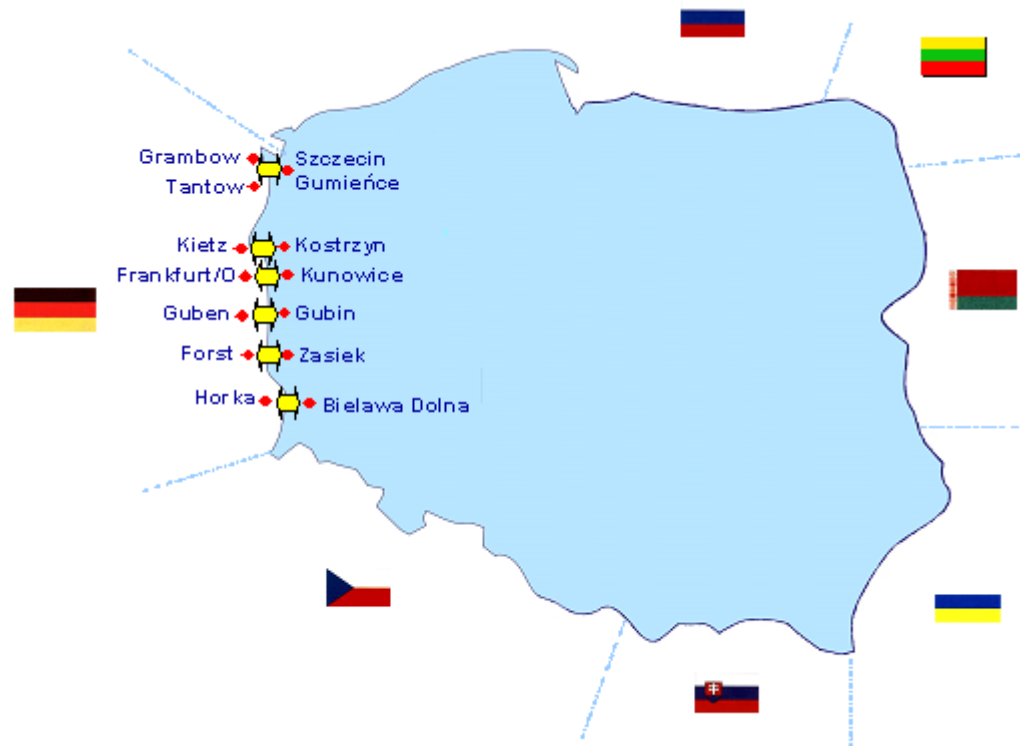 Grambow
Szczecin
Gumieńce
Tantow
Kietz
Kostrzyn
Frankfurt/O
Kunowice
Guben
Gubin
Forst
Zasiek
Horka
Bielawa Dolna